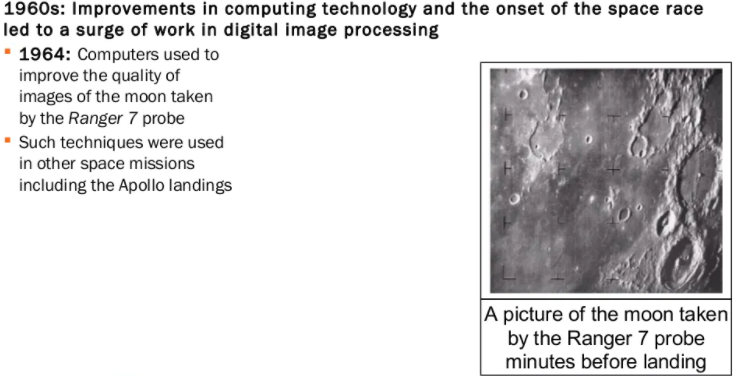 1960s: Improvements in computing technology and the onset of the space race
led to a surge of work in digital image processing
▪ 1964: Computers used to
improve the quality of
images of the moon taken
by the Ranger 7 probe
▪ Such techniques were used
in other space missions
including the Apollo landings
A picture of the moon taken
by the Ranger 7 probe
minutes before landing